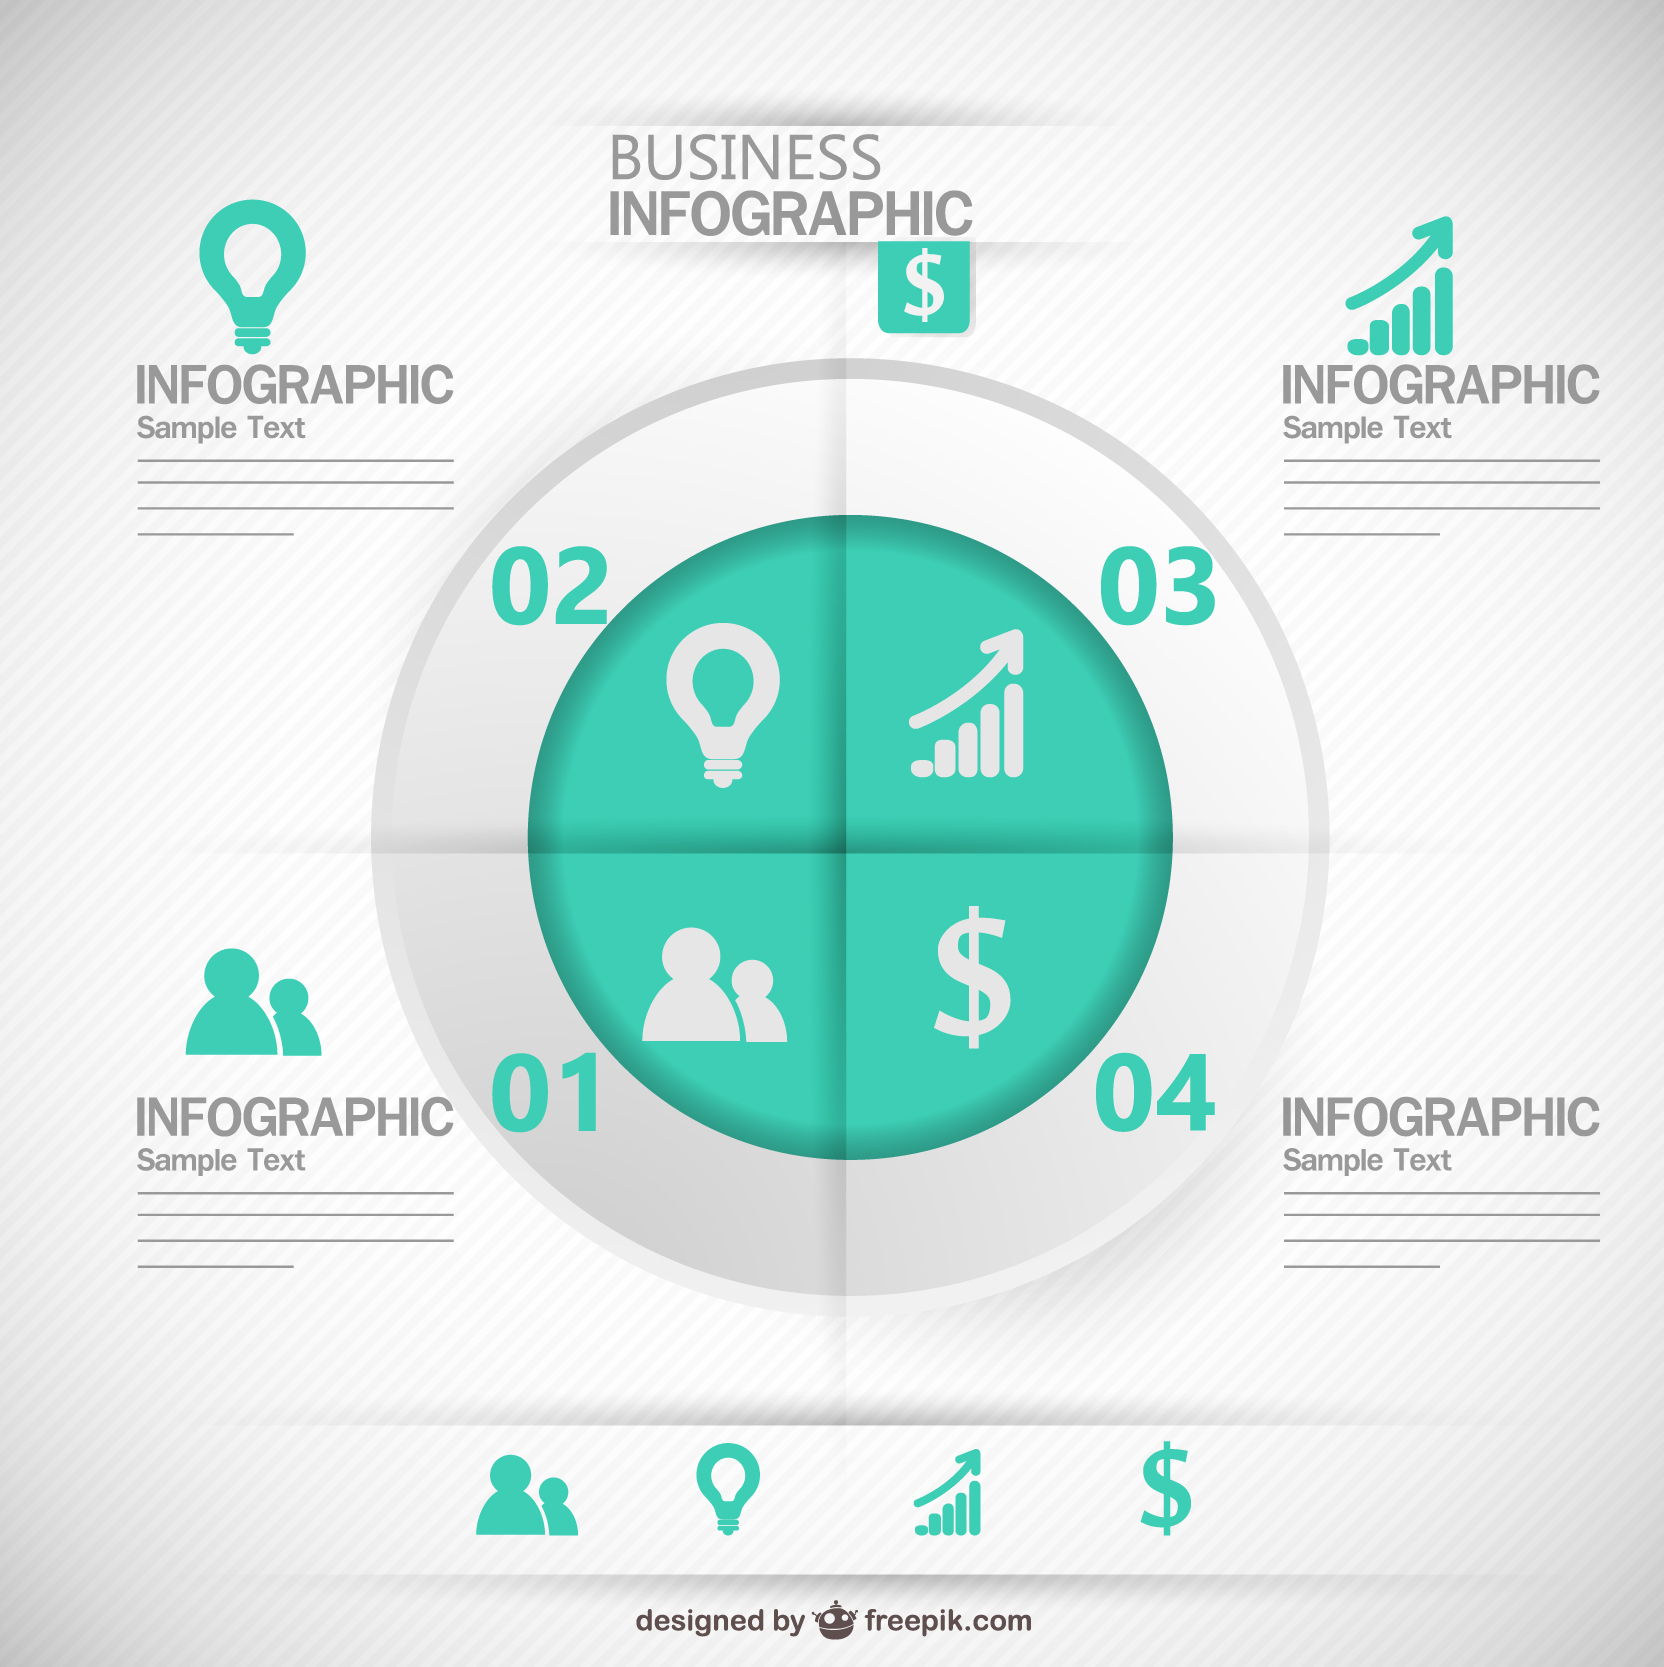 BUSINESS
INFOGRAPHIC
$
INFOGRAPHIC
Sample Text
INFOGRAPHIC
Sample Text
02
03
$
01
04
INFOGRAPHIC
Sample Text
INFOGRAPHIC
Sample Text
$
designed by freepik.com